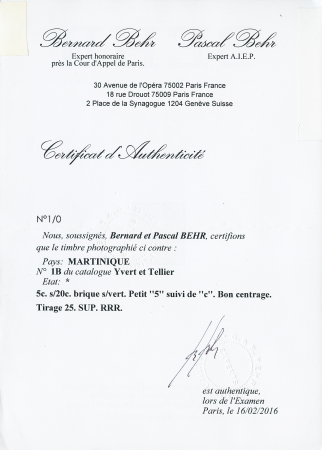 Bernard Behr Pascal Behr
Expert honoraire Expert A.I.E.P.
près la Cour d'Appel de Paris.
30 Avenue de l'Opéra 75002 Paris France
18 rue Drouot 75009 Paris France
2 Place de la Synagogue 1204 Genéve Suisse
Certificat d'Authenticité
N°1/0
Nous, soussignés, Bernard et Pascal BEHR, certifions
que le timbre photographié ci contre :
Pays: MARTINIQUE
N° 1B du catalogue Yvert et Tellier
Etat: *
5c. s/20c. brique s/vert. Petit "5" suivi de "c". Bon centrage.
Tirage 25. SUP. RRR.
est authentique,
lors de l'Examen
Paris, le 16/02/2016